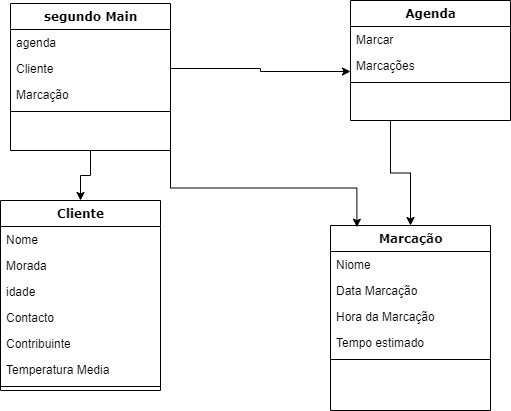 segundo Main
agenda
Cliente
Marcação
Agenda
Marcar
Marcações
Cliente
Nome
Morada
idade
Contacto
Contribuinte
Temperatura Media
Marcação
Niome
Data Marcação
Hora da Marcação
Tempo estimado